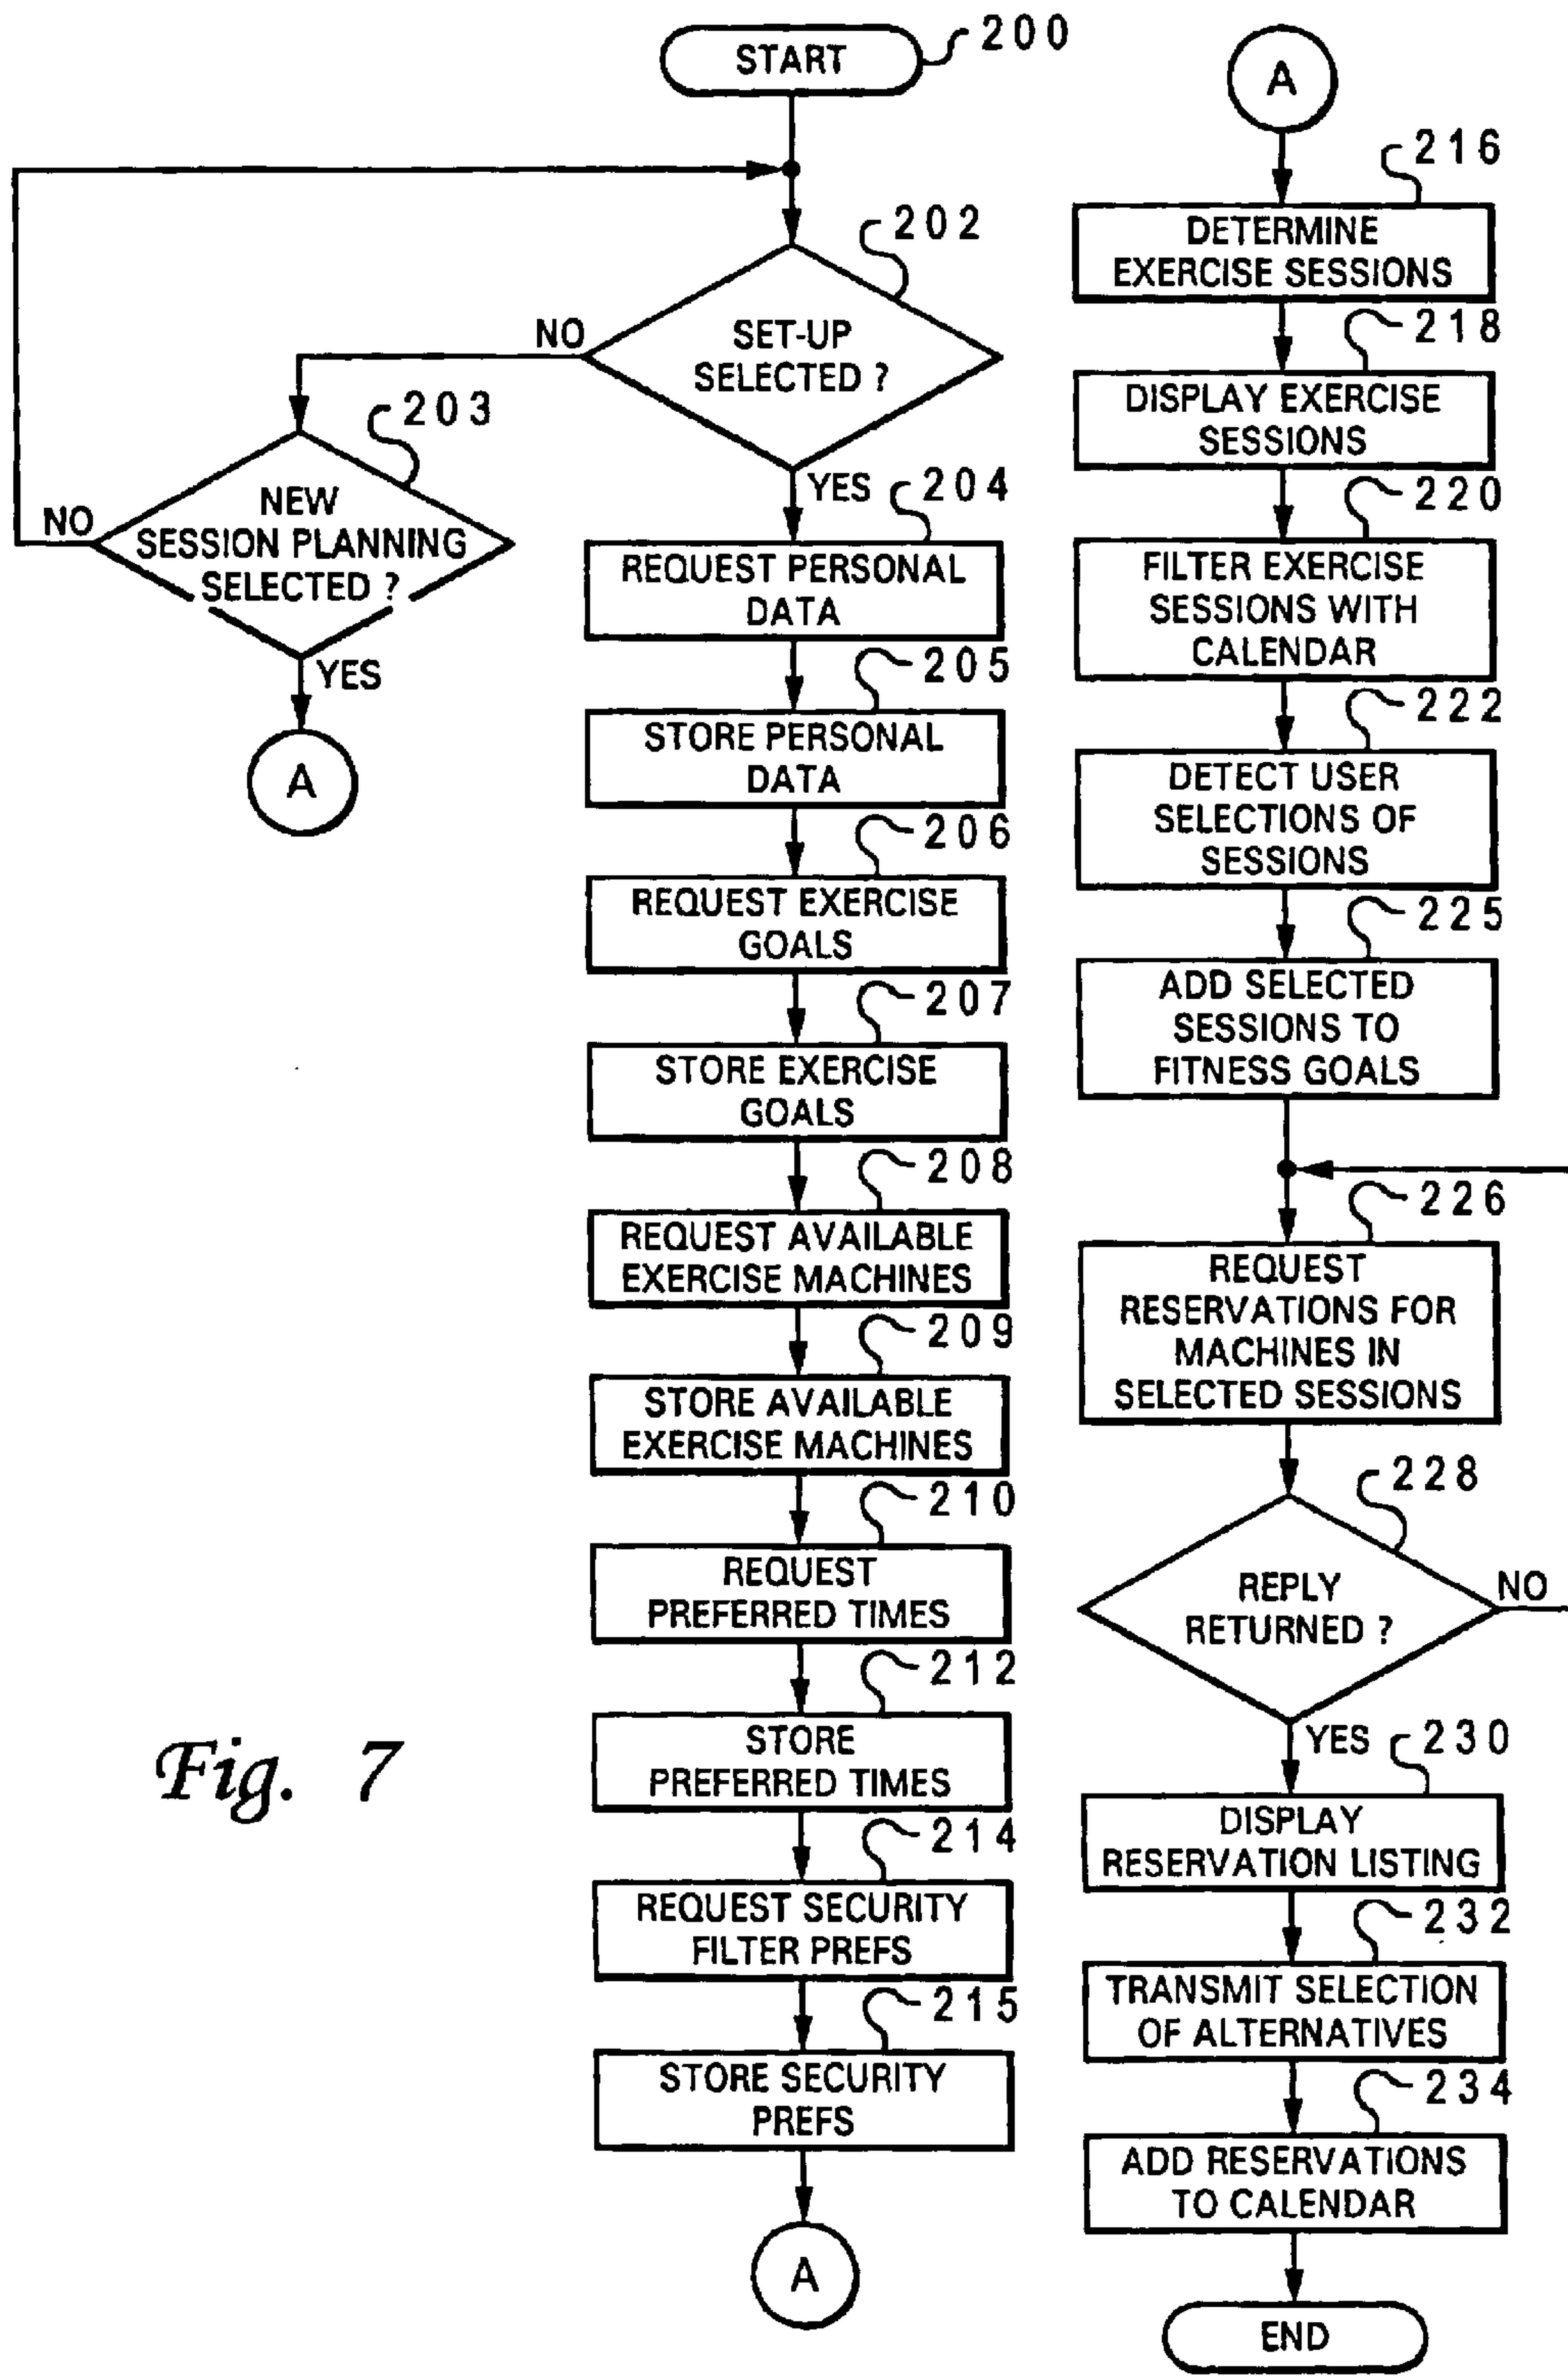 START
200
202
SET-UP
SELECTED ?
NO
203
NEW
SESSION PLANNING
SELECTED ?
NO
YES
A
YES
204
REQUEST PERSONAL
DATA
205
STORE PERSONAL
DATA
206
REQUEST EXERCISE
GOALS
207
STORE EXERCISE
GOALS
208
REQUEST AVAILABLE
EXERCISE MACHINES
209
STORE AVAILABLE
EXERCISE MACHINES
210
REQUEST
PREFERRED TIMES
212
STORE
PREFERRED TIMES
214
REQUEST SECURITY
FILTER PREFS
215
STORE SECURITY
PREFS
A
A
216
DETERMINE
EXERCISE SESSIONS
218
DISPLAY EXERCISE
SESSIONS
220
FILTER EXERCISE
SESSIONS WITH
CALENDAR
222
DETECT USER
SELECTIONS OF
SESSIONS
225
ADD SELECTED
SESSIONS TO
FITNESS GOALS
226
REQUEST
RESERVATIONS FOR
MACHINES IN
SELECTED SESSIONS
228
REPLY
RETURNED ?
NO
YES
230
DISPLAY
RESERVATION LISTING
232
TRANSMIT SELECTION
OF ALTERNATIVES
234
ADD RESERVATIONS
TO CALENDAR
END
Fig. 7